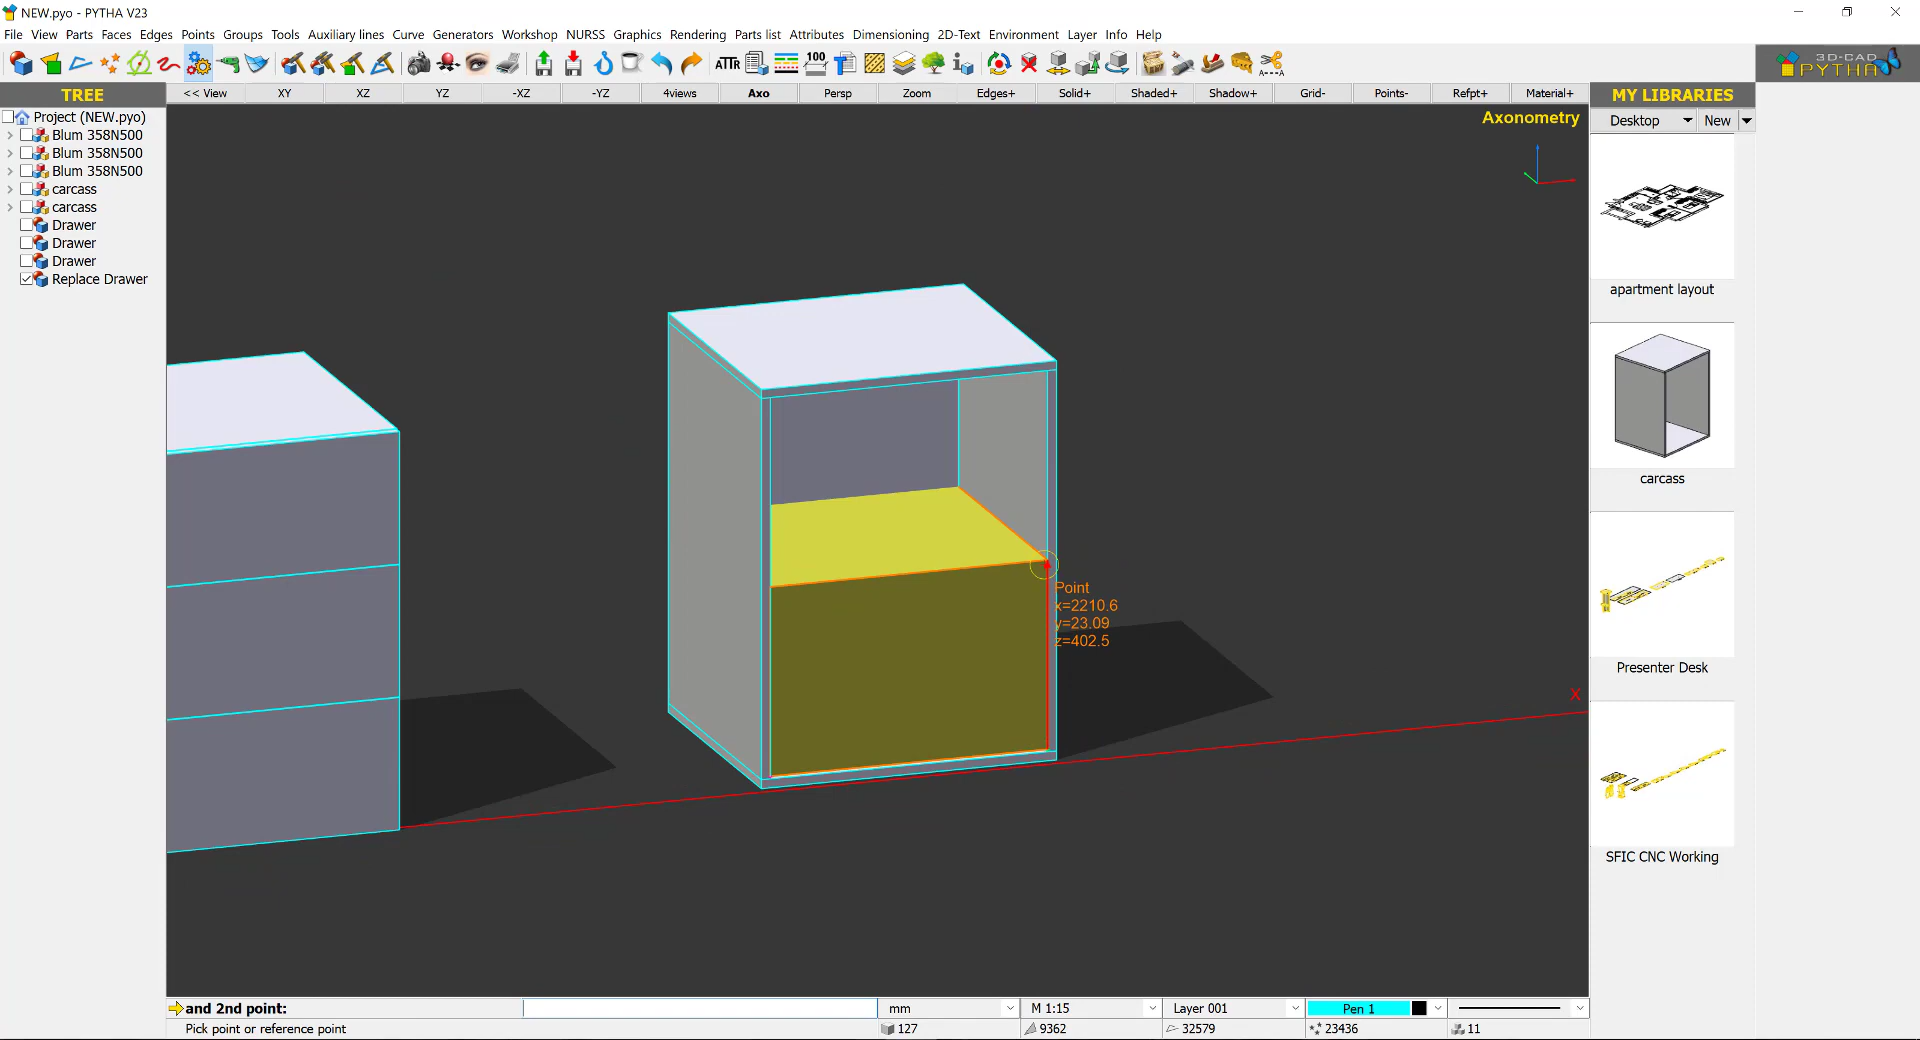 NEW.pyo - PYTHA V23
File View Parts Faces Edges Points Groups Tools Auxiliary lines Curve Generators Workshop NURSS Graphics Rendering Parts list Attributes Dimensioning 2D-Text Environment Layer Info Help
ATTR 100 3D-CAD PYTHA
TREE << View XY XZ YZ -XZ -YZ 4views Axo Persp Zoom Edges+ Solid+ Shaded+ Shadow+ Grid- Points- Refpt+ Material+ MY LIBRARIES
Project (NEW.pyo)
Blum 358N500
Blum 358N500
Blum 358N500
carcass
carcass
Drawer
Drawer
Drawer
Replace Drawer
Axonometry
Point
x=2210.6
y=23.09
z=402.5
X
Desktop New
apartment layout
carcass
Presenter Desk
SFIC CNC Working
and 2nd point: mm M 1:15 Layer 001 Pen 1
Pick point or reference point 127 9362 32579 23436 11